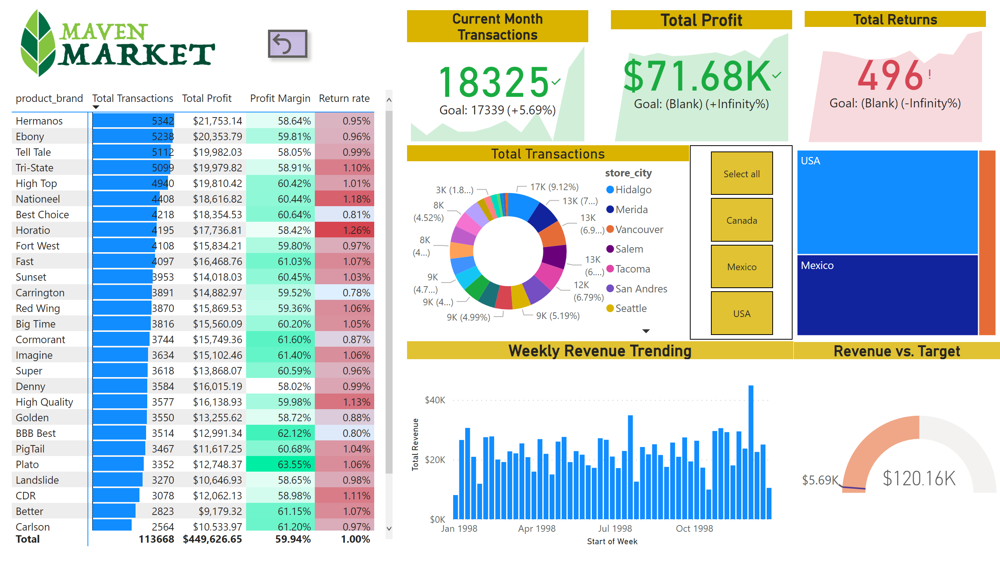 MAVEN
MARKET
product_brand Total Transactions Total Profit Profit Margin Return rate
Hermanos 5342 $21,753.14 58.64% 0.95%
Ebony 5238 $20,353.79 59.81% 0.96%
Tell Tale 5112 $19,982.03 58.05% 0.99%
Tri-State 5099 $19,979.82 58.91% 1.10%
High Top 4940 $19,810.42 60.42% 1.01%
Nationeel 4408 $18,616.82 60.44% 1.18%
Best Choice 4218 $18,354.53 60.64% 0.81%
Horatio 4195 $17,736.81 58.42% 1.26%
Fort West 4108 $15,834.21 59.80% 0.97%
Fast 4097 $16,468.76 61.03% 1.07%
Sunset 3953 $14,018.03 60.45% 1.03%
Carrington 3891 $14,882.97 59.52% 0.78%
Red Wing 3870 $15,869.53 59.36% 1.06%
Big Time 3816 $15,560.09 60.20% 1.05%
Cormorant 3744 $15,749.36 61.60% 0.87%
Imagine 3634 $15,102.46 61.40% 1.06%
Super 3618 $13,868.07 60.59% 0.96%
Denny 3584 $16,015.19 58.02% 0.99%
High Quality 3577 $16,138.93 59.98% 1.13%
Golden 3550 $13,255.62 58.72% 0.88%
BBB Best 3514 $12,991.34 62.12% 0.80%
PigTail 3467 $11,617.25 60.68% 1.04%
Plato 3352 $12,748.37 63.55% 1.06%
Landslide 3270 $10,646.93 58.65% 0.98%
CDR 3078 $12,062.13 58.98% 1.11%
Better 2823 $9,179.32 61.15% 1.07%
Carlson 2564 $10,533.97 61.20% 0.97%
Total 113668 $449,626.65 59.94% 1.00%
Current Month
Transactions
18325
Goal: 17339 (+5.69%)
Total Profit
$71.68K
Goal: (Blank) (+Infinity%)
Total Returns
496 !
Goal: (Blank) (-Infinity%)
Total Transactions
17K (9.12%)
13K (7...)
13K
(6.9...)
13K
(6....)
12K
(6.79%)
9K (5.19%)
9K (4.99%)
9K (4...)
9K
(4.7...)
8K
(4...)
8K
(4.52%)
3K (1.8...)
store_city
Hidalgo
Merida
Vancouver
Salem
Tacoma
San Andres
Seattle
Select all
Canada
Mexico
USA
USA
Mexico
Weekly Revenue Trending
Total Revenue
$40K
$20K
$0K
Jan 1998 Apr 1998 Jul 1998 Oct 1998
Start of Week
Revenue vs. Target
$5.69K
$120.16K